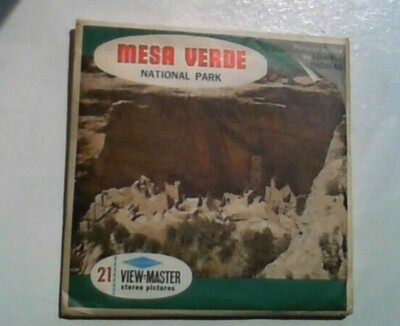 MESA VERDE
NATIONAL PARK
21
VIEW-MASTER
stereo pictures